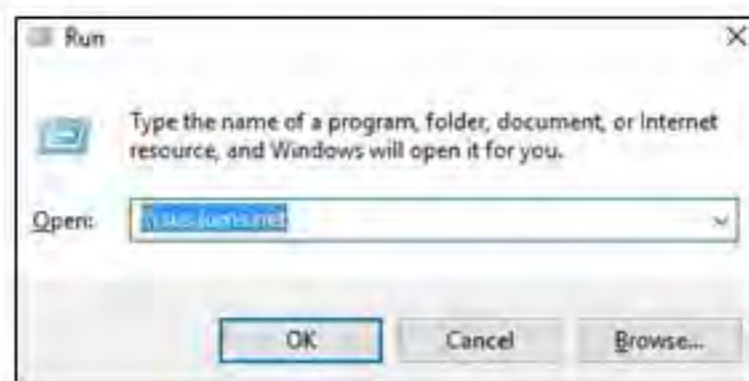 Run
Type the name of a program, folder, document, or Internet
resource, and Windows will open it for you.
Open:
OK
Cancel
Browse...